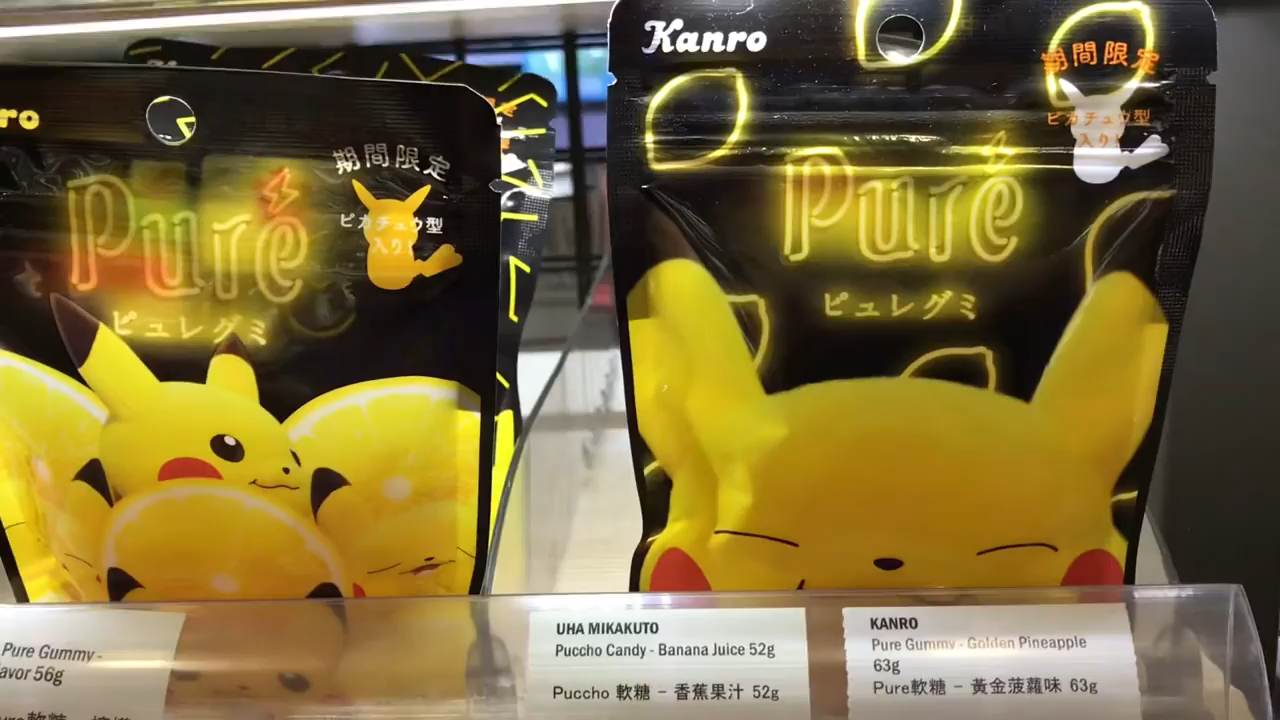 ro
Puré
ピュレグミ
期間限定
ピカチュウ型
入り!
Kanro
Puré
ピュレグミ
期間限定
ピカチュウ型
入り!
Pure Gummy -
avor 56g
UHA MIKAKUTO
Puccho Candy - Banana Juice 52g
Puccho 軟糖 - 香蕉果汁 52g
KANRO
Pure Gummy - Golden Pineapple
63g
Pure軟糖 - 黃金菠蘿味 63g